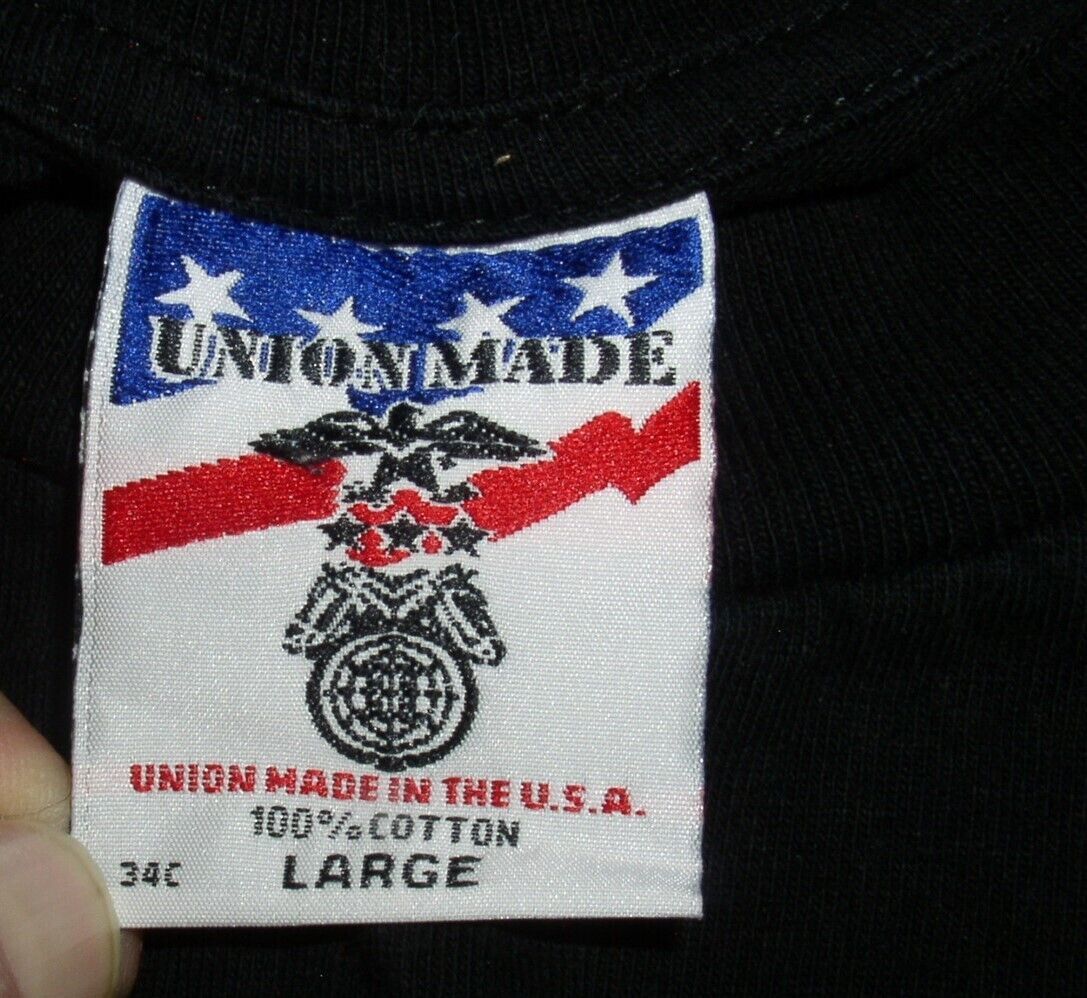 UNION MADE
UNION MADE IN THE U.S.A.
100% COTTON
34C LARGE